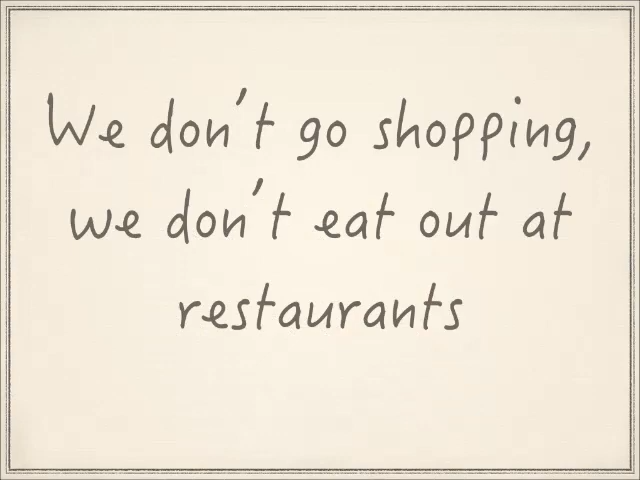 We don't go shopping,
we don't eat out at
restaurants